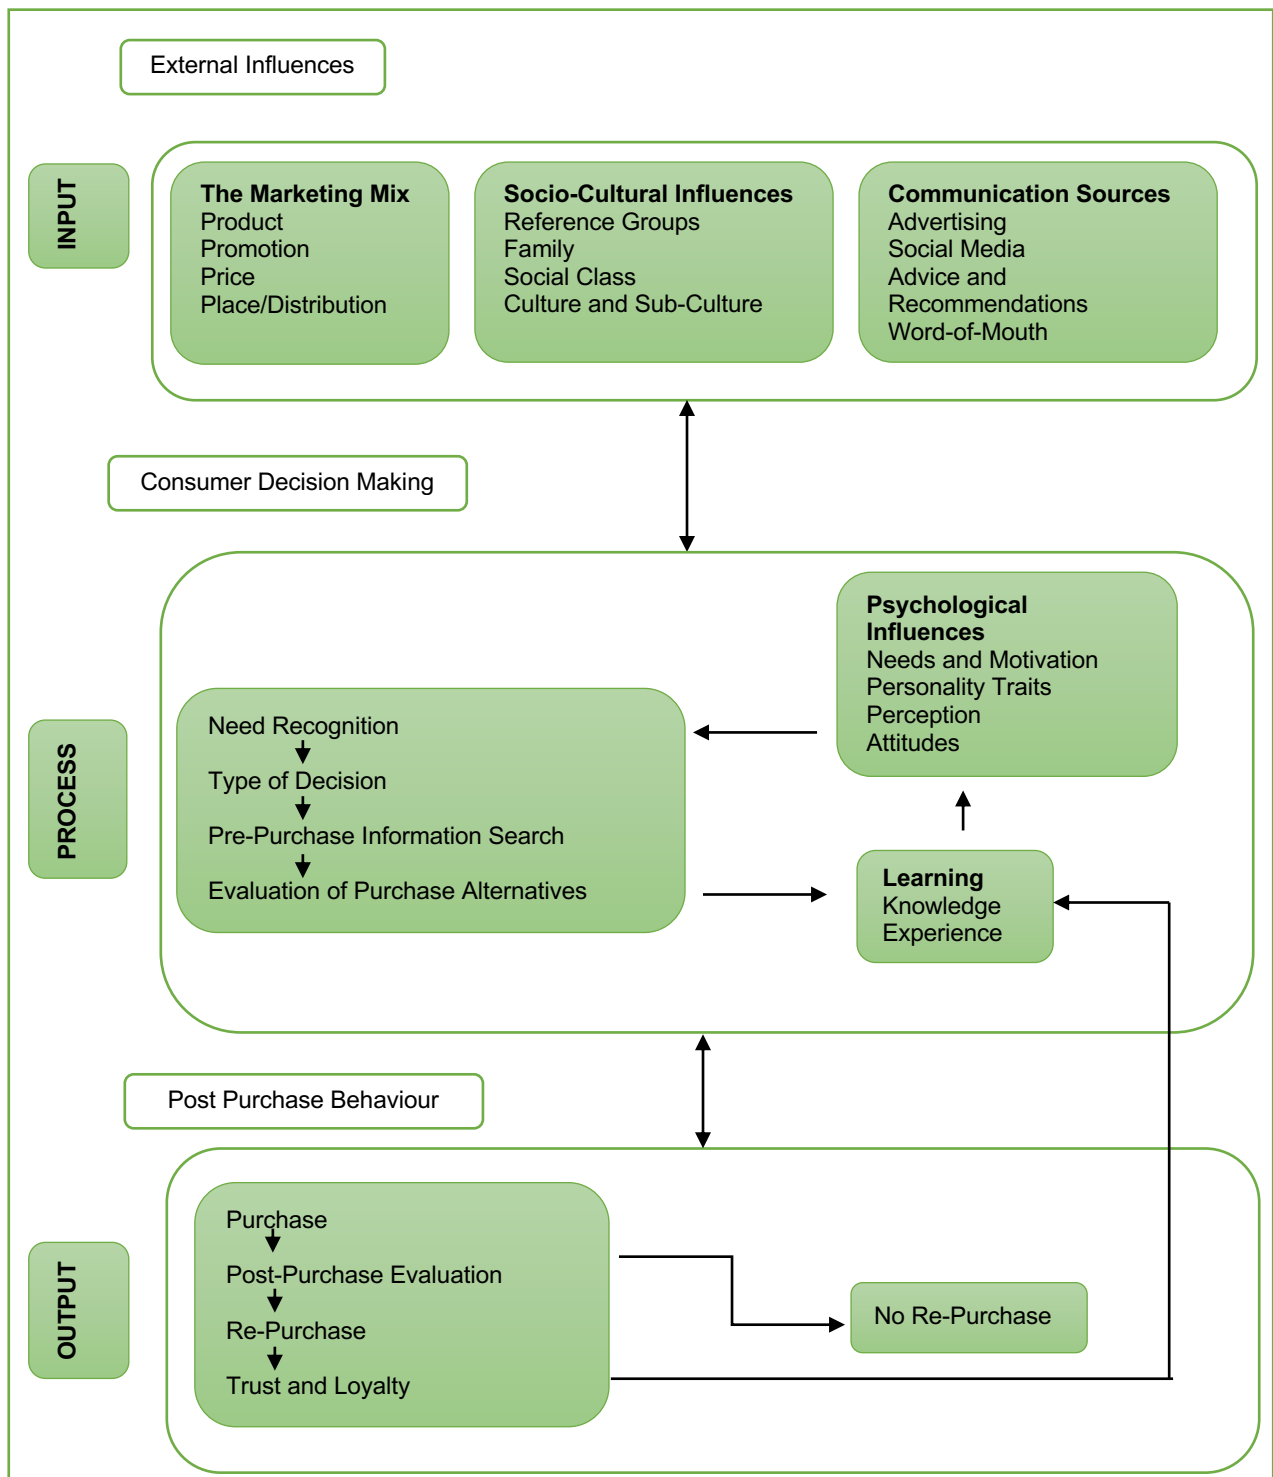 External Influences
INPUT
The Marketing Mix
Product
Promotion
Price
Place/Distribution
Socio-Cultural Influences
Reference Groups
Family
Social Class
Culture and Sub-Culture
Communication Sources
Advertising
Social Media
Advice and
Recommendations
Word-of-Mouth
Consumer Decision Making
PROCESS
Need Recognition
Type of Decision
Pre-Purchase Information Search
Evaluation of Purchase Alternatives
Psychological
Influences
Needs and Motivation
Personality Traits
Perception
Attitudes
Learning
Knowledge
Experience
Post Purchase Behaviour
OUTPUT
Purchase
Post-Purchase Evaluation
Re-Purchase
Trust and Loyalty
No Re-Purchase